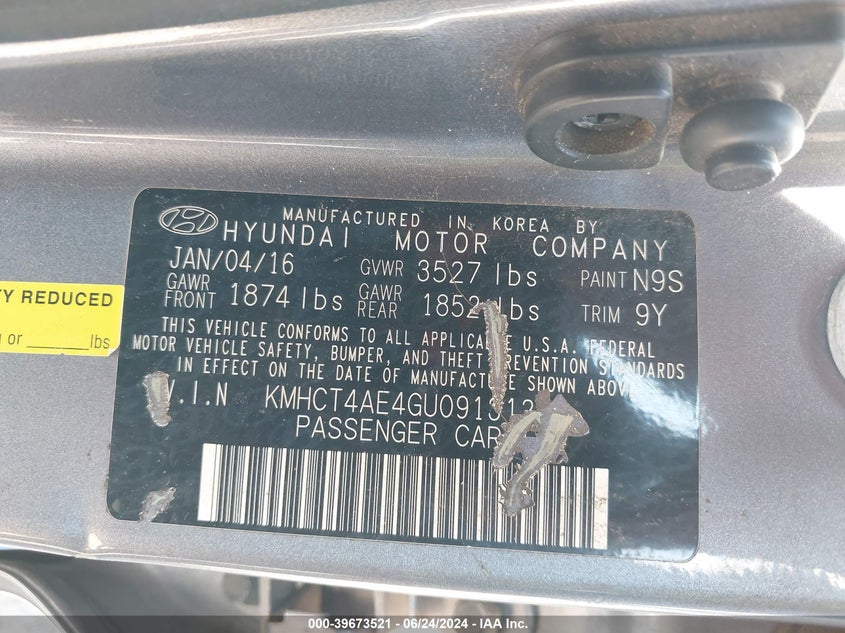 MANUFACTURED IN KOREA BY
HYUNDAI MOTOR COMPANY
JAN/04/16 GVWR 3527 lbs PAINT N9S
GAWR FRONT 1874 lbs GAWR REAR lbs TRIM 9Y
THIS VEHICLE CONFORMS TO ALL APPLICABLE U.S.A. FEDERAL
MOTOR VEHICLE SAFETY, BUMPER, AND THEFT PREVENTION STANDARDS
IN EFFECT ON THE DATE OF MANUFACTURE SHOWN ABOVE
V.I.N
PASSENGER CAR
TY REDUCED
or ______lbs
000-39673521 - 06/24/2024 - IAA Inc.